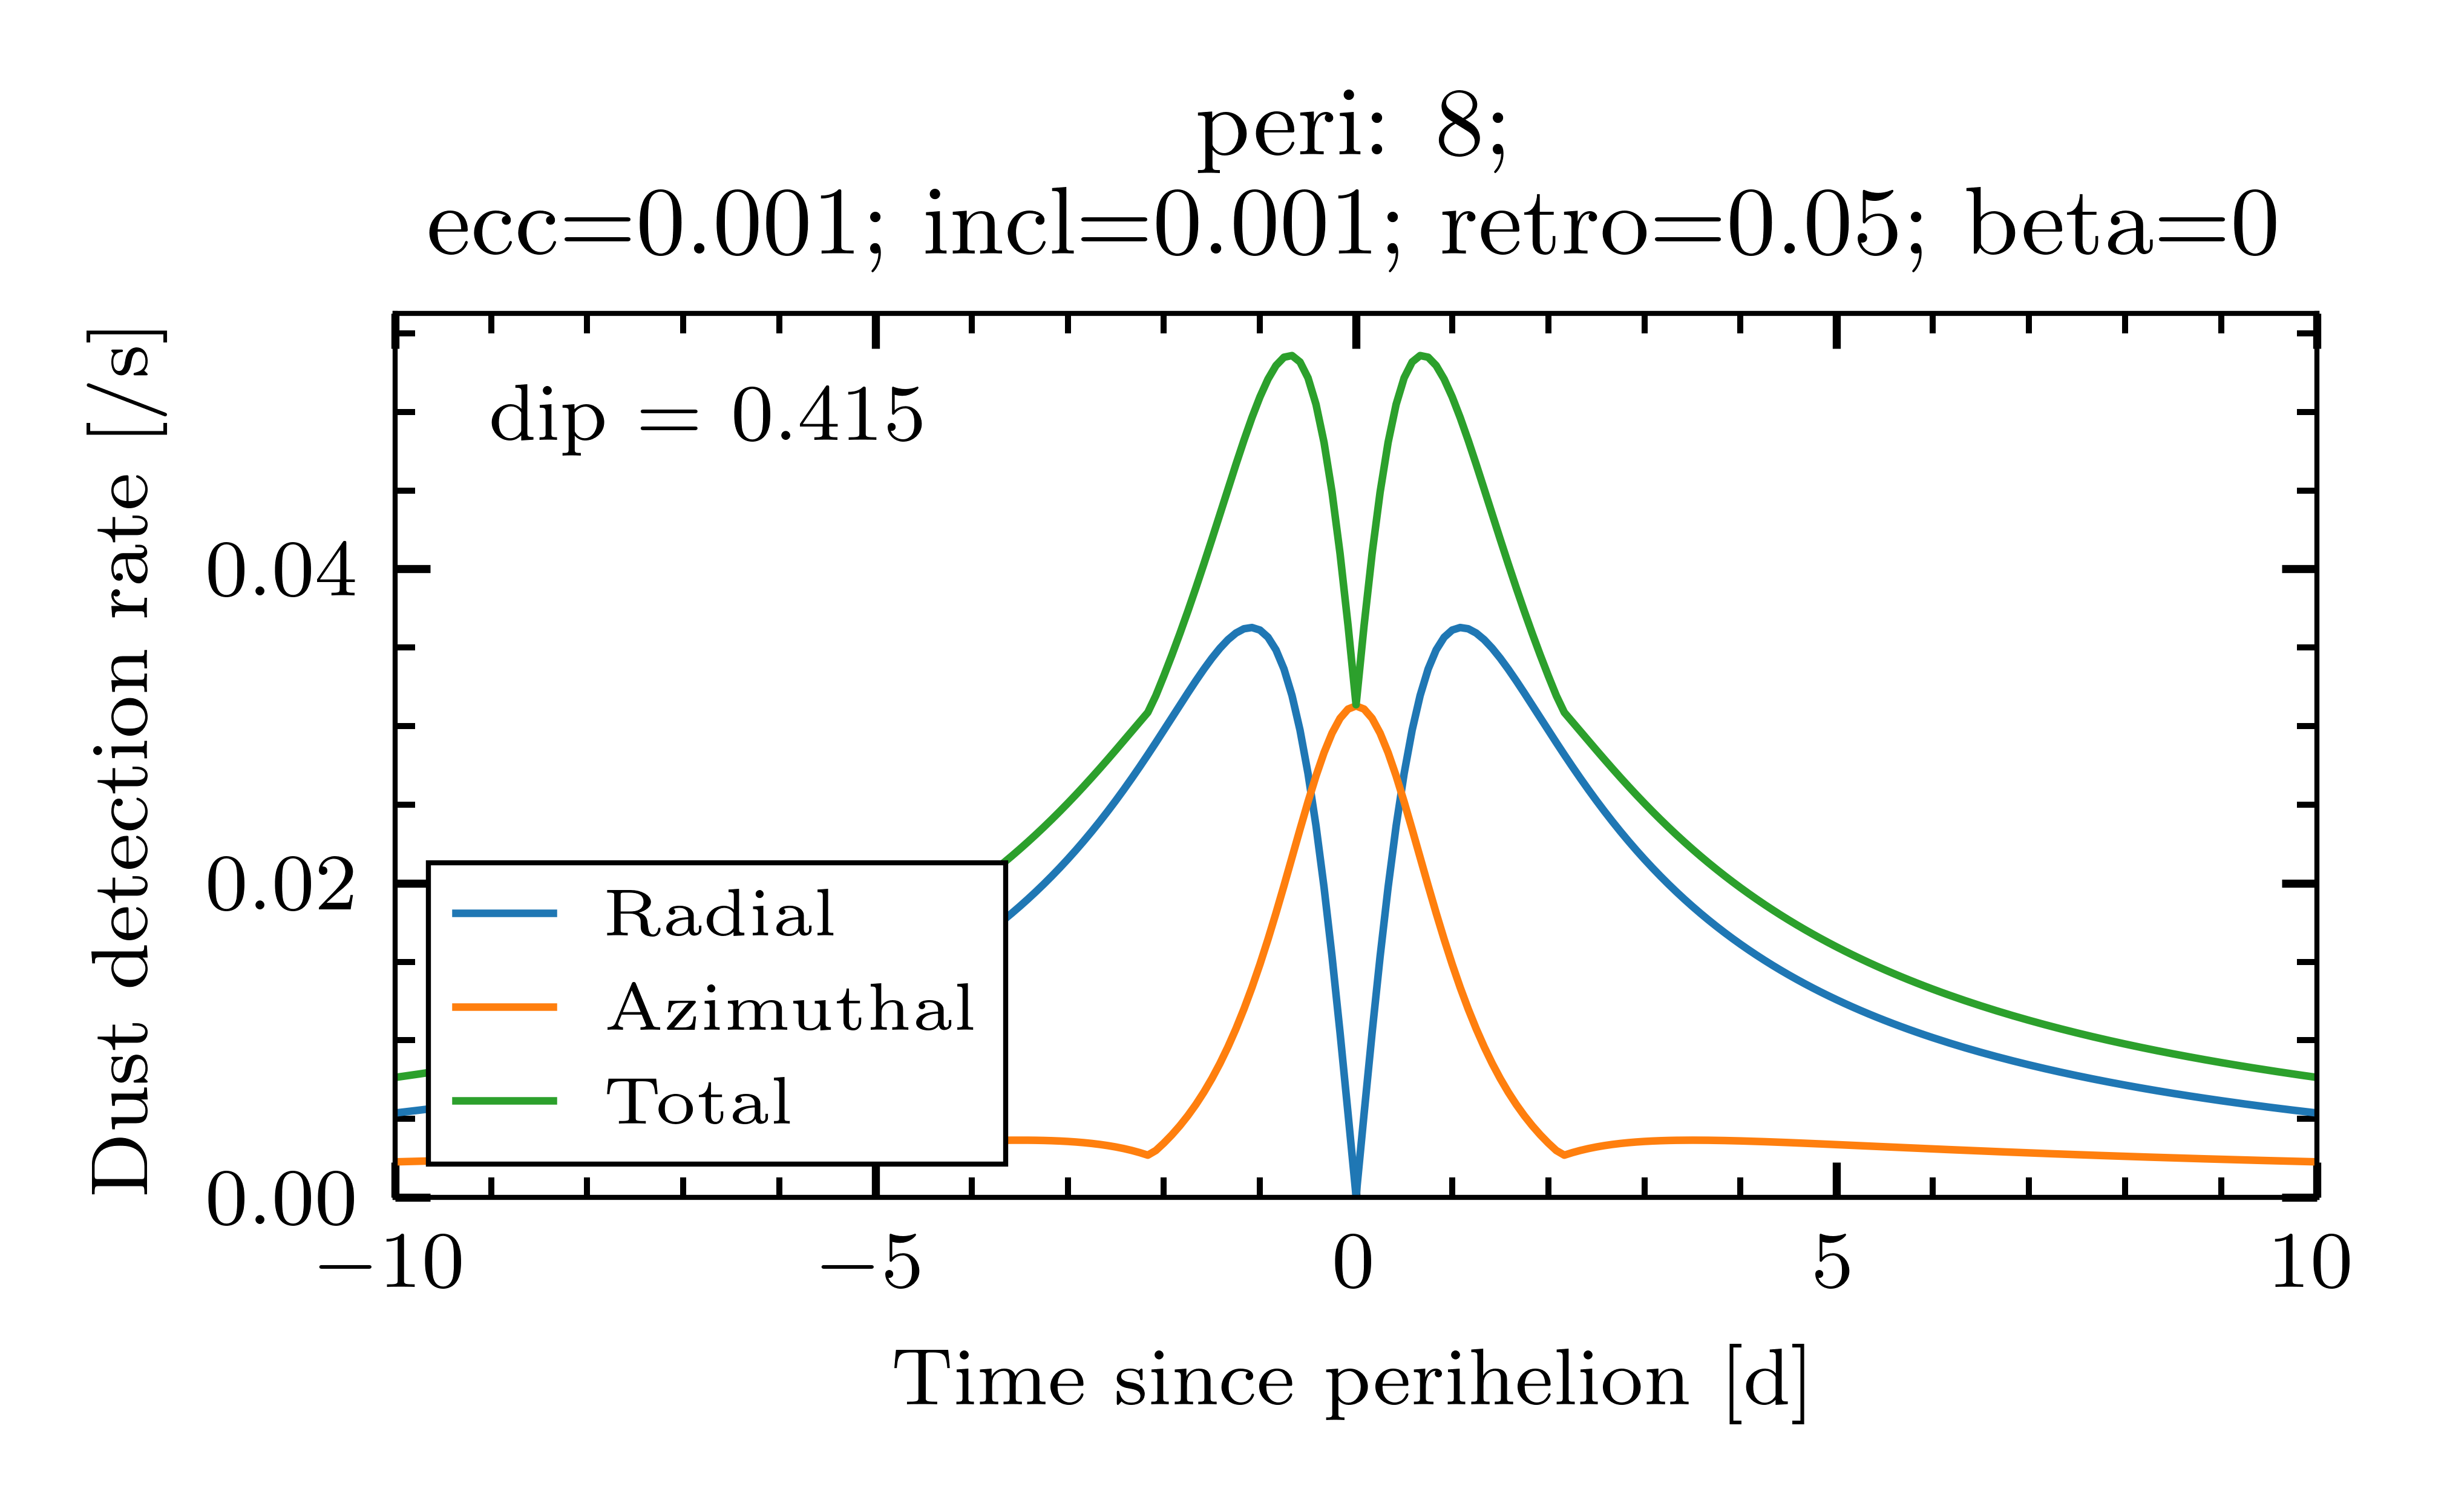 peri: 8;
ecc=0.001; incl=0.001; retro=0.05; beta=0
dip = 0.415
Dust detection rate [/s]
0.04
0.02
0.00
Radial
Azimuthal
Total
−10
−5
0
5
10
Time since perihelion [d]